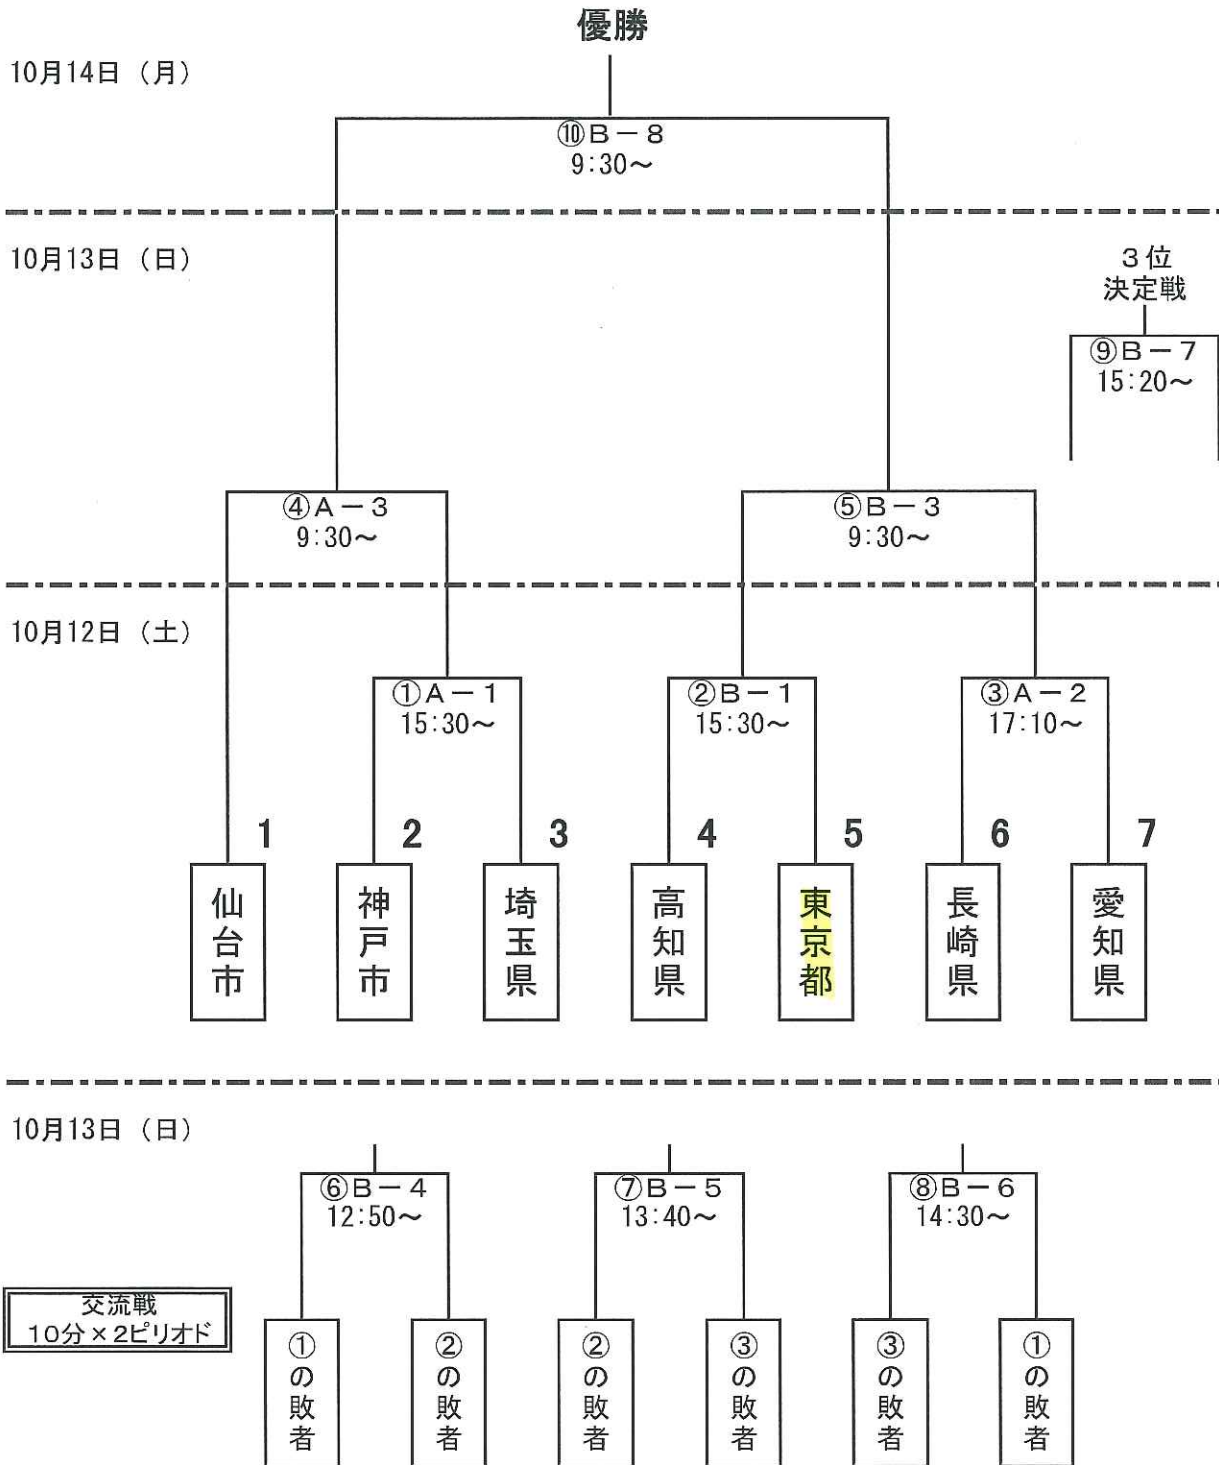 優勝
10月14日（月）
⑩B－8
9:30～
10月13日（日）
3位
決定戦
⑨B－7
15:20～
④A－3
9:30～
⑤B－3
9:30～
10月12日（土）
①A－1
15:30～
②B－1
15:30～
③A－2
17:10～
1
2
3
4
5
6
7
仙台市
神戸市
埼玉県
高知県
東京都
長崎県
愛知県
10月13日（日）
⑥B－4
12:50～
⑦B－5
13:40～
⑧B－6
14:30～
交流戦
10分×2ピリオド
①の敗者
②の敗者
②の敗者
③の敗者
③の敗者
①の敗者